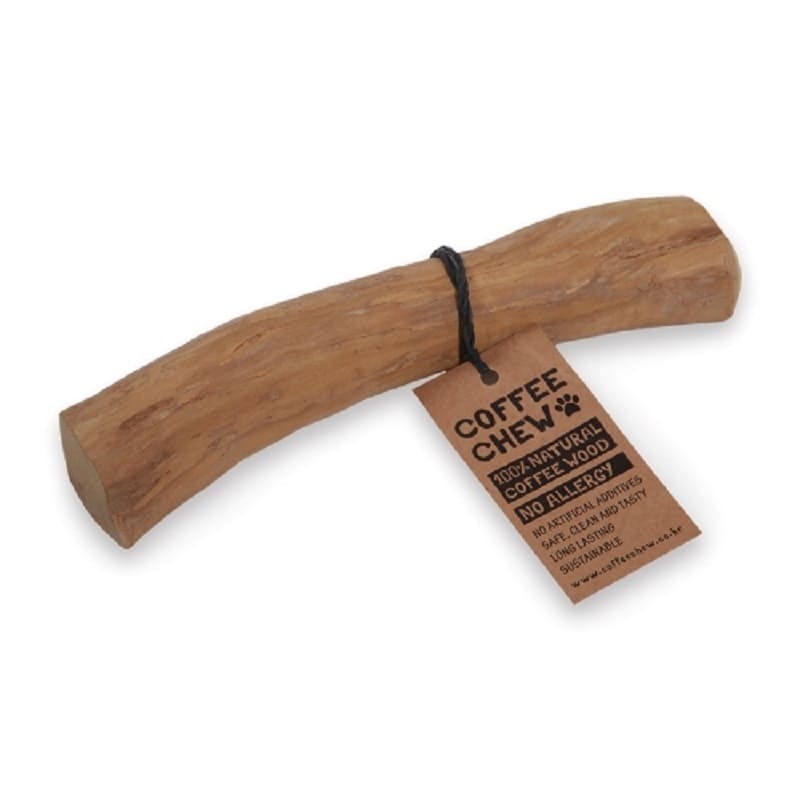 COFFEE
CHEW
100% NATURAL
COFFEE WOOD
NO ALLERGY
NO ARTIFICIAL ADDITIVES
SAFE, CLEAN AND TASTY
LONG LASTING
SUSTAINABLE
www.coffeechew.co.kr